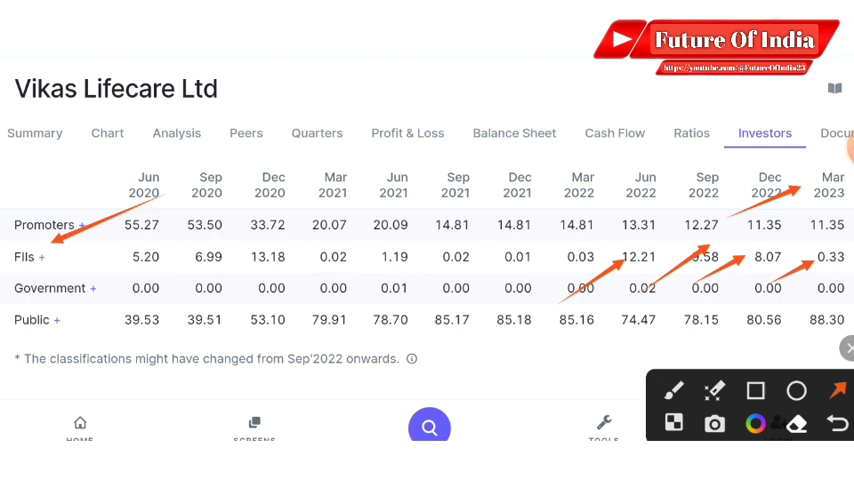 Future Of India
https://youtube.com/@FutureOfIndia23
Vikas Lifecare Ltd
Summary Chart Analysis Peers Quarters Profit & Loss Balance Sheet Cash Flow Ratios Investors Docu
Jun Sep Dec Mar Jun Sep Dec Mar Jun Sep Dec Mar
2020 2020 2020 2021 2021 2021 2021 2022 2022 2022 2022 2023
Promoters + 55.27 53.50 33.72 20.07 20.09 14.81 14.81 14.81 13.31 12.27 11.35 11.35
FIIs + 5.20 6.99 13.18 0.02 1.19 0.02 0.01 0.03 12.21 .58 8.07 0.33
Government + 0.00 0.00 0.00 0.00 0.01 0.00 0.00 0.00 0.02 0.00 0.00 0.00
Public + 39.53 39.51 53.10 79.91 78.70 85.17 85.18 85.16 74.47 78.15 80.56 88.30
* The classifications might have changed from Sep'2022 onwards.
HOME SCREENS TOOLS